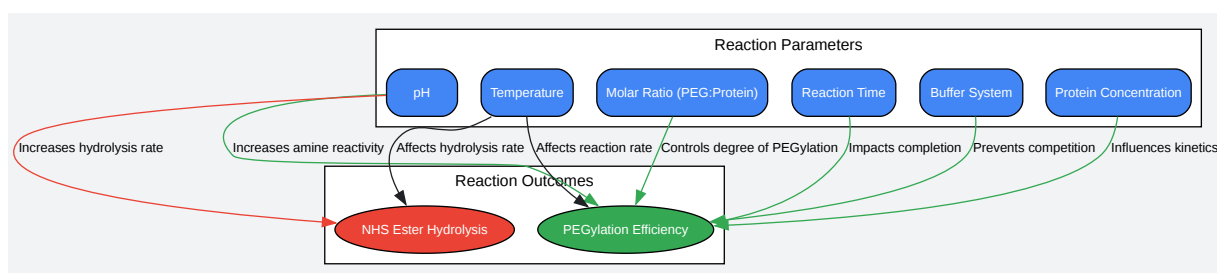 Reaction Parameters
pH
Temperature
Molar Ratio (PEG:Protein)
Reaction Time
Buffer System
Protein Concentration
Increases hydrolysis rate
Increases amine reactivity
Affects hydrolysis rate
Affects reaction rate
Controls degree of PEGylation
Impacts completion
Prevents competition
Influences kinetics
Reaction Outcomes
NHS Ester Hydrolysis
PEGylation Efficiency